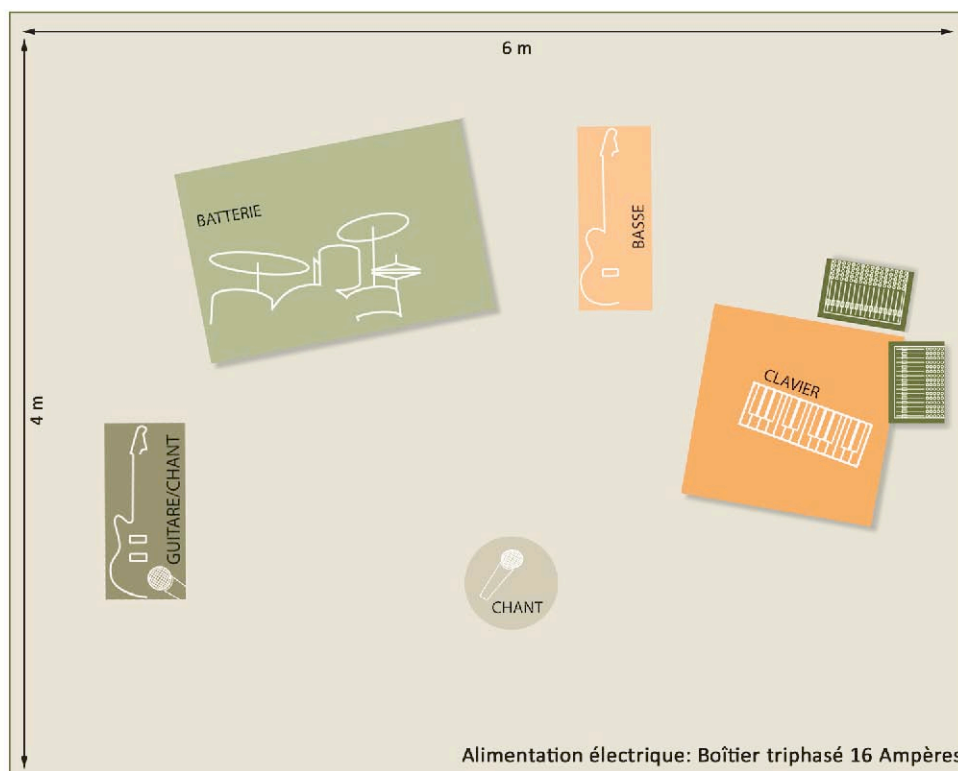 6 m
BATTERIE
BASSE
CLAVIER
4 m
GUITARE/CHANT
CHANT
Alimentation électrique: Boîtier triphasé 16 Ampères